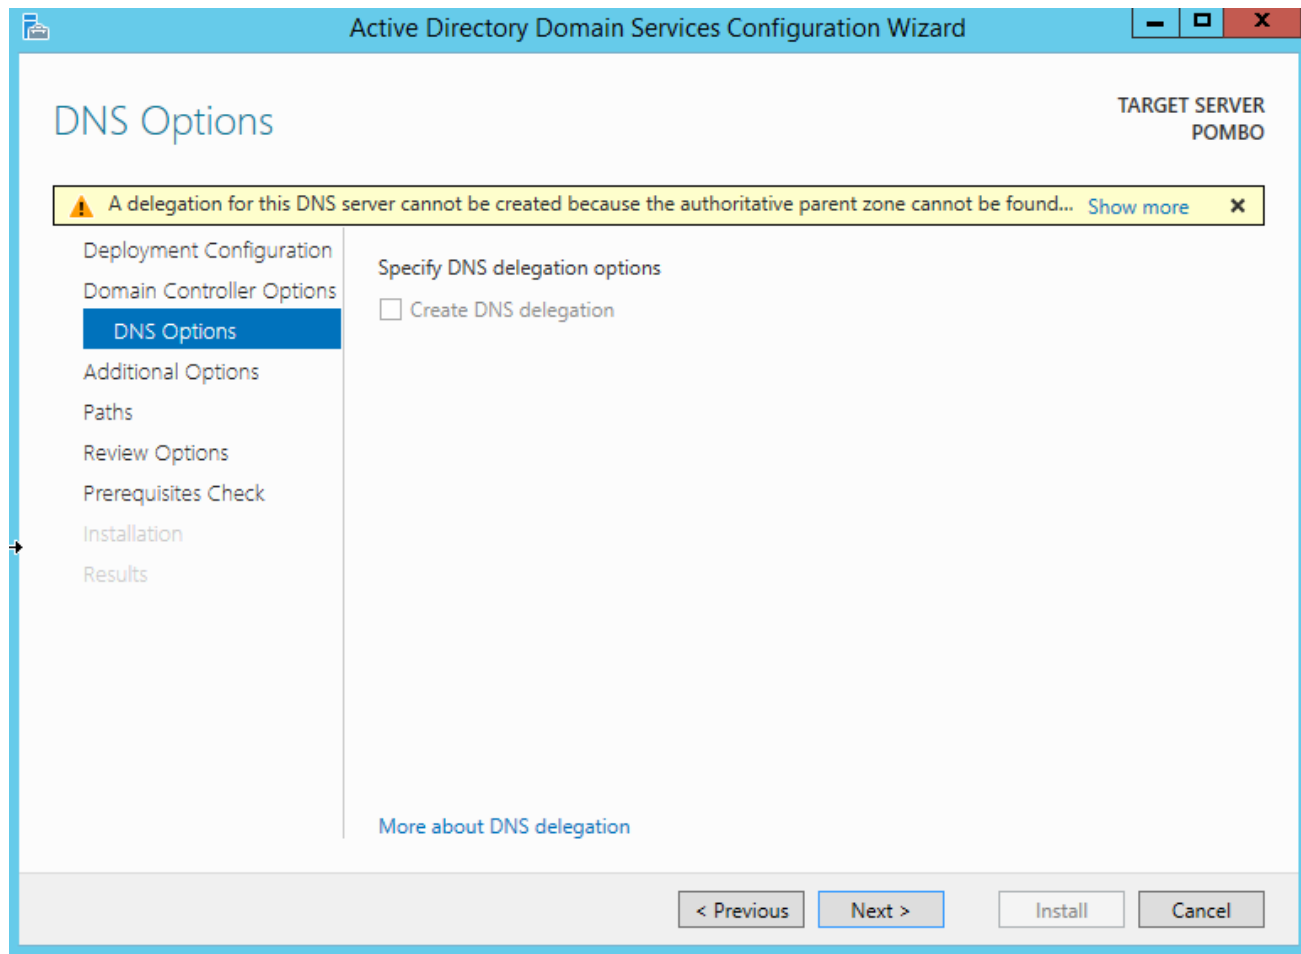 Active Directory Domain Services Configuration Wizard
DNS Options
TARGET SERVER
POMBO
A delegation for this DNS server cannot be created because the authoritative parent zone cannot be found... Show more
Deployment Configuration
Domain Controller Options
DNS Options
Additional Options
Paths
Review Options
Prerequisites Check
Installation
Results
Specify DNS delegation options
Create DNS delegation
More about DNS delegation
< Previous
Next >
Install
Cancel